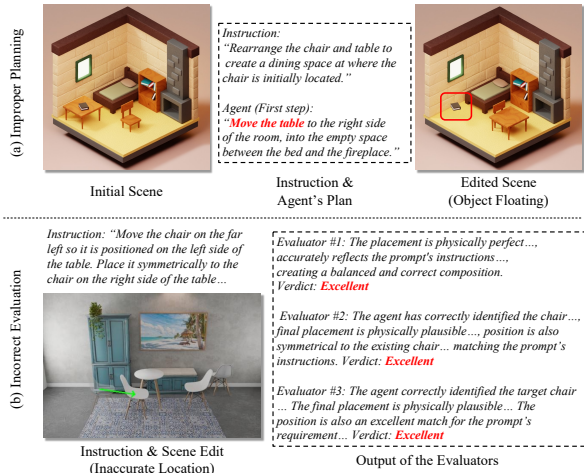 (a) Improper Planning
Instruction:
"Rearrange the chair and table to
create a dining space at where the
chair is initially located."
Agent (First step):
"Move the table to the right side
of the room, into the empty space
between the bed and the fireplace."
Initial Scene
Instruction &
Agent's Plan
Edited Scene
(Object Floating)
(b) Incorrect Evaluation
Instruction: "Move the chair on the far
left so it is positioned on the left side of
the table. Place it symmetrically to the
chair on the right side of the table…
Instruction & Scene Edit
(Inaccurate Location)
Evaluator #1: The placement is physically perfect…,
accurately reflects the prompt's instructions…,
creating a balanced and correct composition.
Verdict: Excellent
Evaluator #2: The agent has correctly identified the chair…,
final placement is physically plausible…, position is also
symmetrical to the existing chair… matching the prompt's
instructions. Verdict: Excellent
Evaluator #3: The agent correctly identified the target chair
… The final placement is physically plausible… The
position is also an excellent match for the prompt's
requirement… Verdict: Excellent
Output of the Evaluators